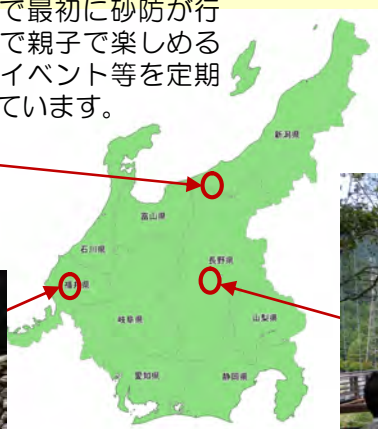 で最初に砂防が行
で親子で楽しめる
イベント等を定期
ています。
新潟県
富山県
石川県
長野県
福井県
岐阜県
山梨県
愛知県
静岡県